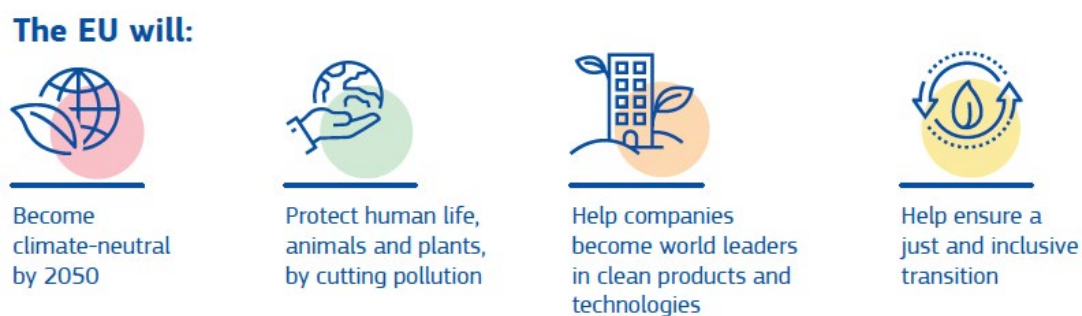 The EU will:
Become
climate-neutral
by 2050
Protect human life,
animals and plants,
by cutting pollution
Help companies
become world leaders
in clean products and
technologies
Help ensure a
just and inclusive
transition